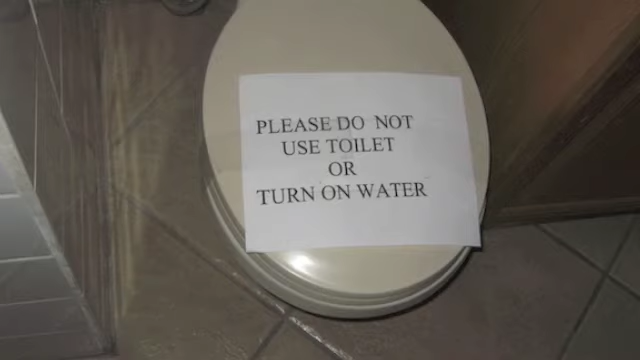 PLEASE DO NOT
USE TOILET
OR
TURN ON WATER